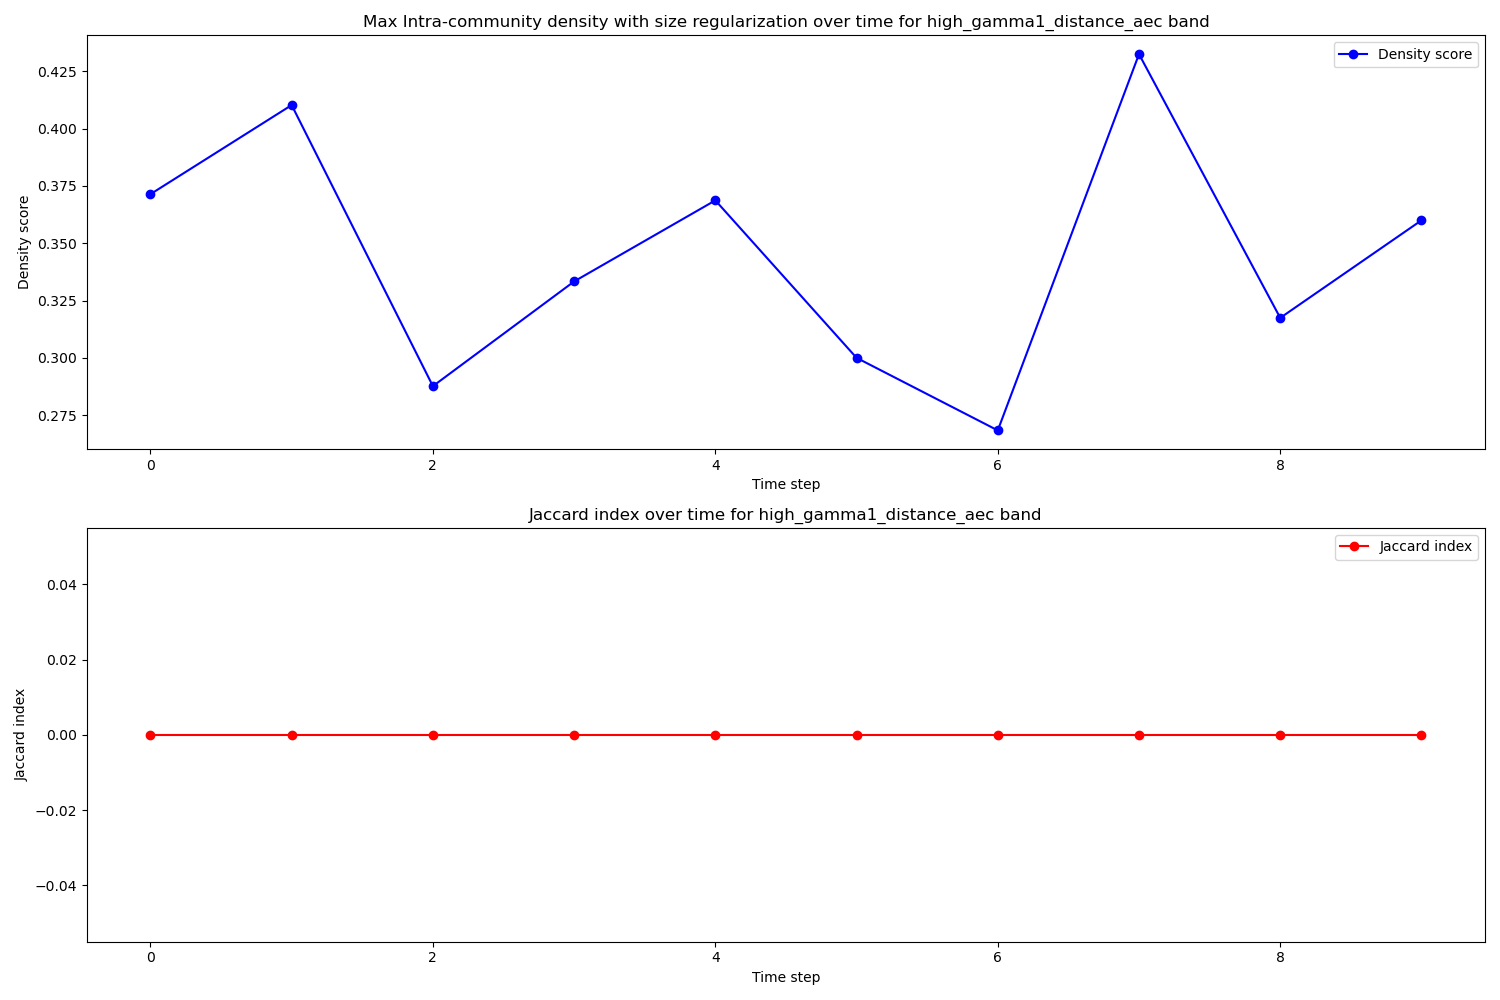 Max Intra-community density with size regularization over time for high_gamma1_distance_aec band
Density score
0.425
0.400
0.375
0.350
0.325
0.300
0.275
Density score
0 2 4 6 8
Time step
Jaccard index over time for high_gamma1_distance_aec band
Jaccard index
0.04
0.02
0.00
−0.02
−0.04
Jaccard index
0 2 4 6 8
Time step